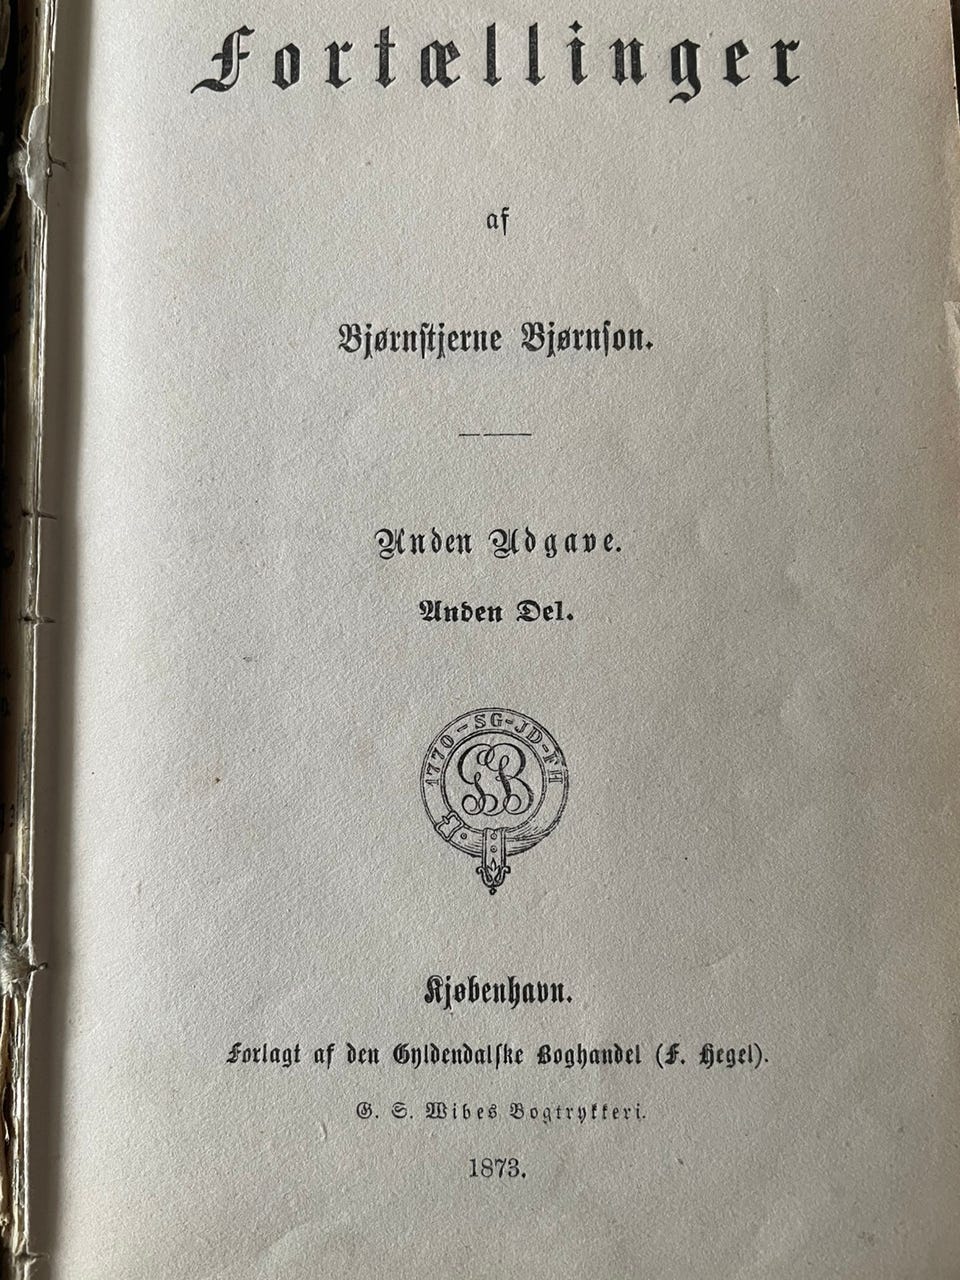 Fortællinger
af
Bjørnstjerne Bjørnson.
Anden Udgave.
Anden Del.
1770-SG-JD-FH
GB
Kjøbenhavn.
Forlagt af den Gyldendalske Boghandel (F. Hegel).
G. S. Wibes Bogtrykkeri.
1873.